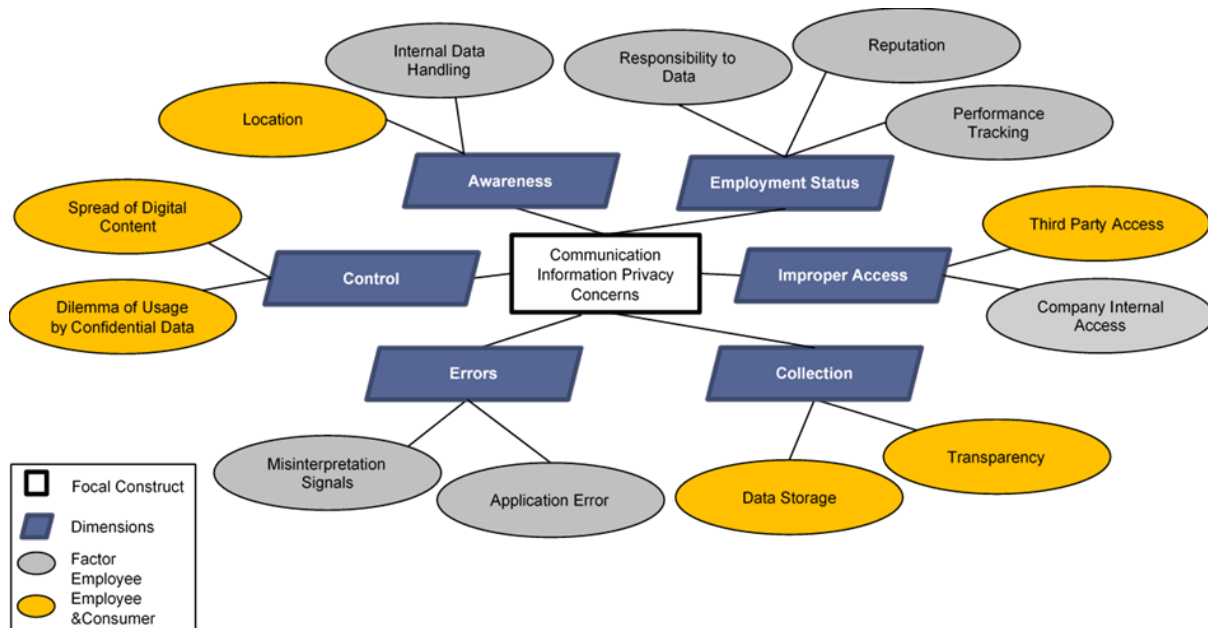 Internal Data
Handling
Responsibility to
Data
Reputation
Location
Performance
Tracking
Awareness
Employment Status
Spread of Digital
Content
Third Party Access
Communication
Information Privacy
Concerns
Control
Improper Access
Dilemma of Usage
by Confidential Data
Company Internal
Access
Errors
Collection
Misinterpretation
Signals
Transparency
Application Error
Data Storage
Focal Construct
Dimensions
Factor
Employee
Employee
&Consumer